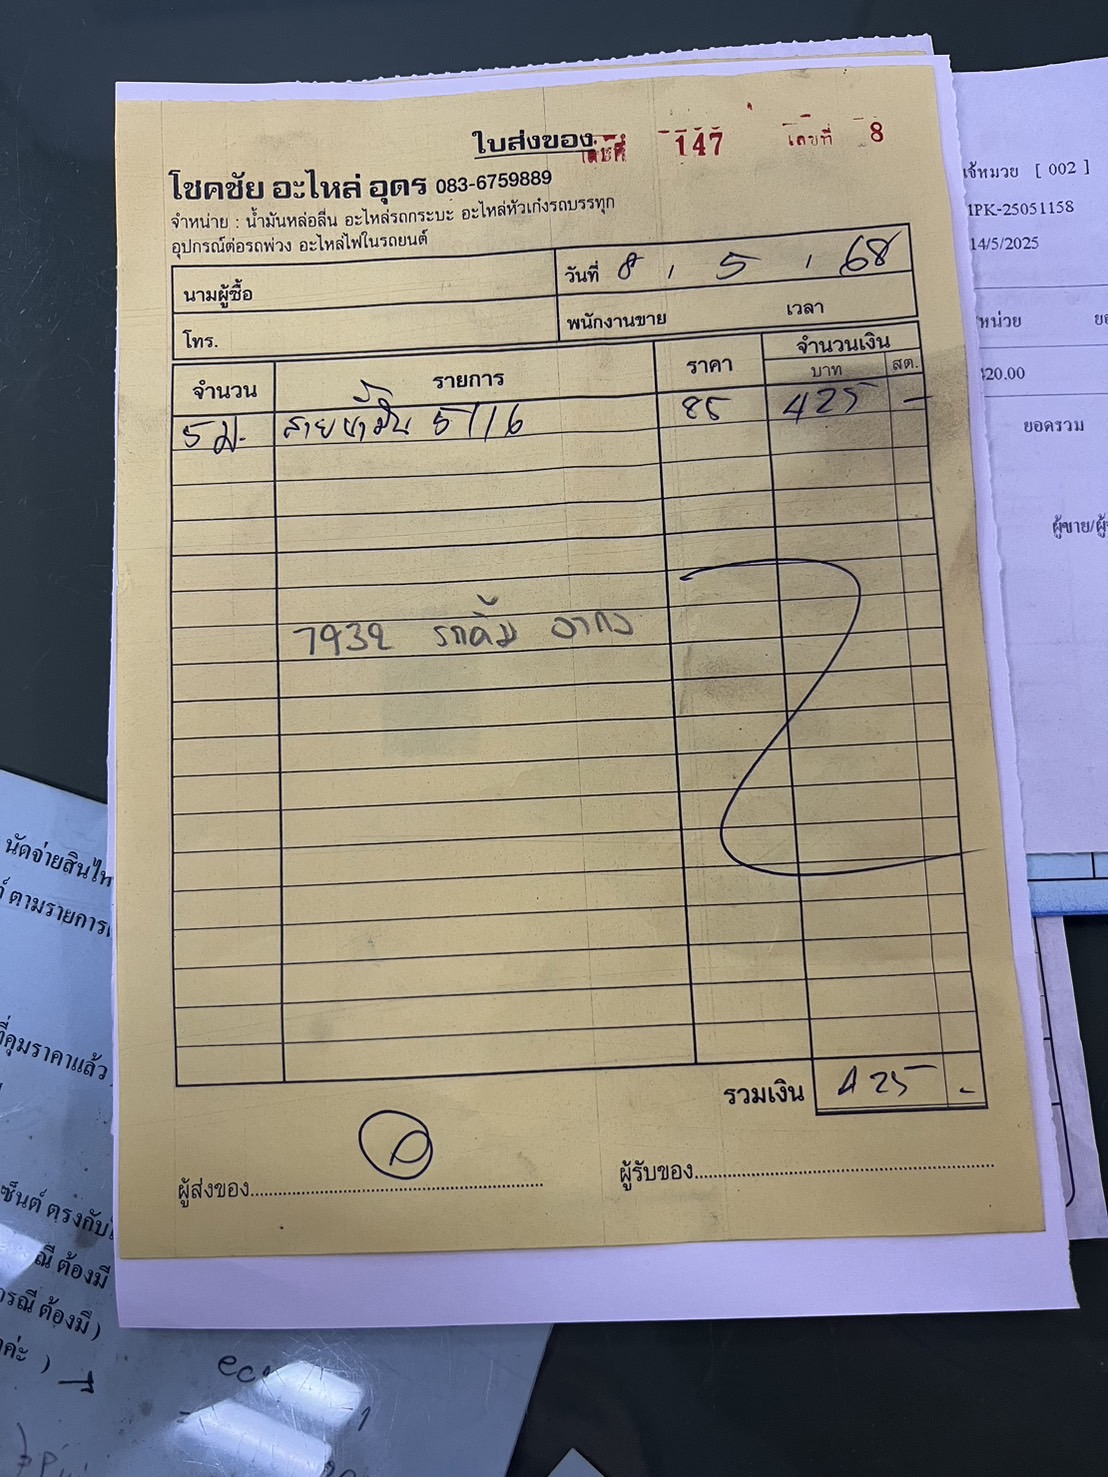 ใบส่งของ
เล่มที่ 147 เลขที่ 8
โชคชัย อะไหล่ อุดร 083-6759889
จำหน่าย : น้ำมันหล่อลื่น อะไหล่รถกระบะ อะไหล่หัวเก๋งรถบรรทุก
อุปกรณ์ต่อรถพ่วง อะไหล่ไฟในรถยนต์
นามผู้ซื้อ
วันที่ 8 , 5 , 68
โทร.
พนักงานขาย เวลา
จำนวน รายการ ราคา จำนวนเงิน
บาท สต.
5 ม. สายน้ำมัน 5/16 85 425 -
7932 รถดั้ม อากง
รวมเงิน 425 -
ผู้ส่งของ
ผู้รับของ
เจ้หมวย [ 002 ]
1PK-25051158
14/5/2025
หน่วย
420.00
ยอดรวม
ผู้ขาย/ผู้
นัดจ่ายสินไห
ตามรายการ
ที่คุ้มราคาแล้ว
เซ็นต์ ตรงกับ
ณี ต้องมี
กรณี ต้องมี )
ค่ะ )